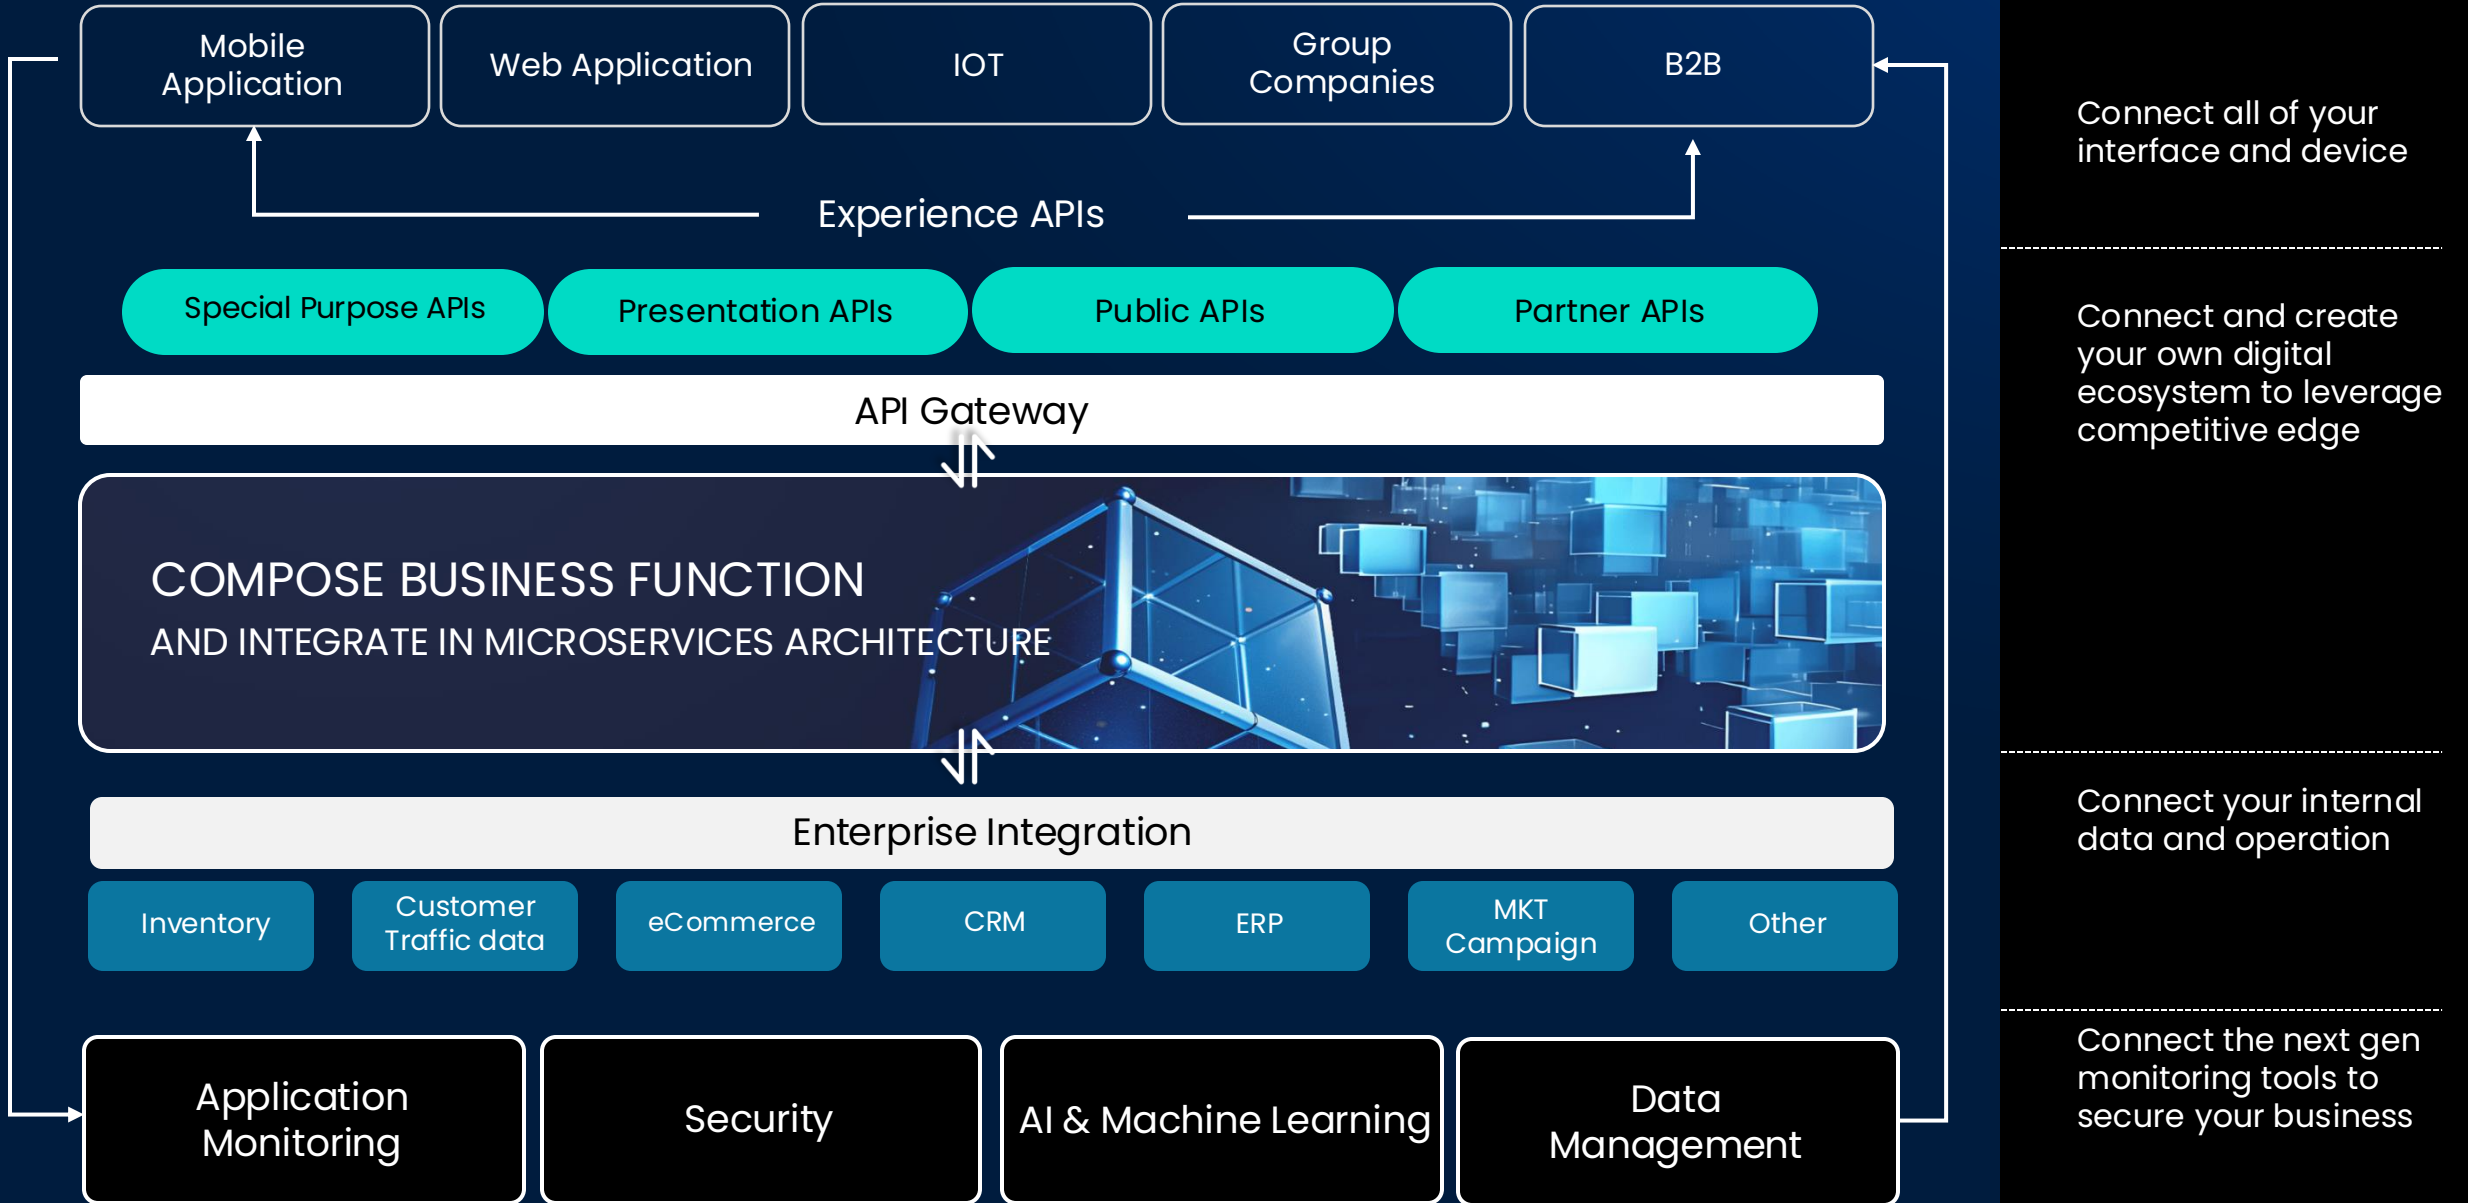 Mobile
Application
Web Application
IOT
Group
Companies
B2B
Connect all of your
interface and device
Experience APIs
Special Purpose APIs
Presentation APIs
Public APIs
Partner APIs
Connect and create
your own digital
ecosystem to leverage
competitive edge
API Gateway
COMPOSE BUSINESS FUNCTION
AND INTEGRATE IN MICROSERVICES ARCHITECTURE
Enterprise Integration
Connect your internal
data and operation
Inventory
Customer
Traffic data
eCommerce
CRM
ERP
MKT
Campaign
Other
Application
Monitoring
Security
AI & Machine Learning
Data
Management
Connect the next gen
monitoring tools to
secure your business